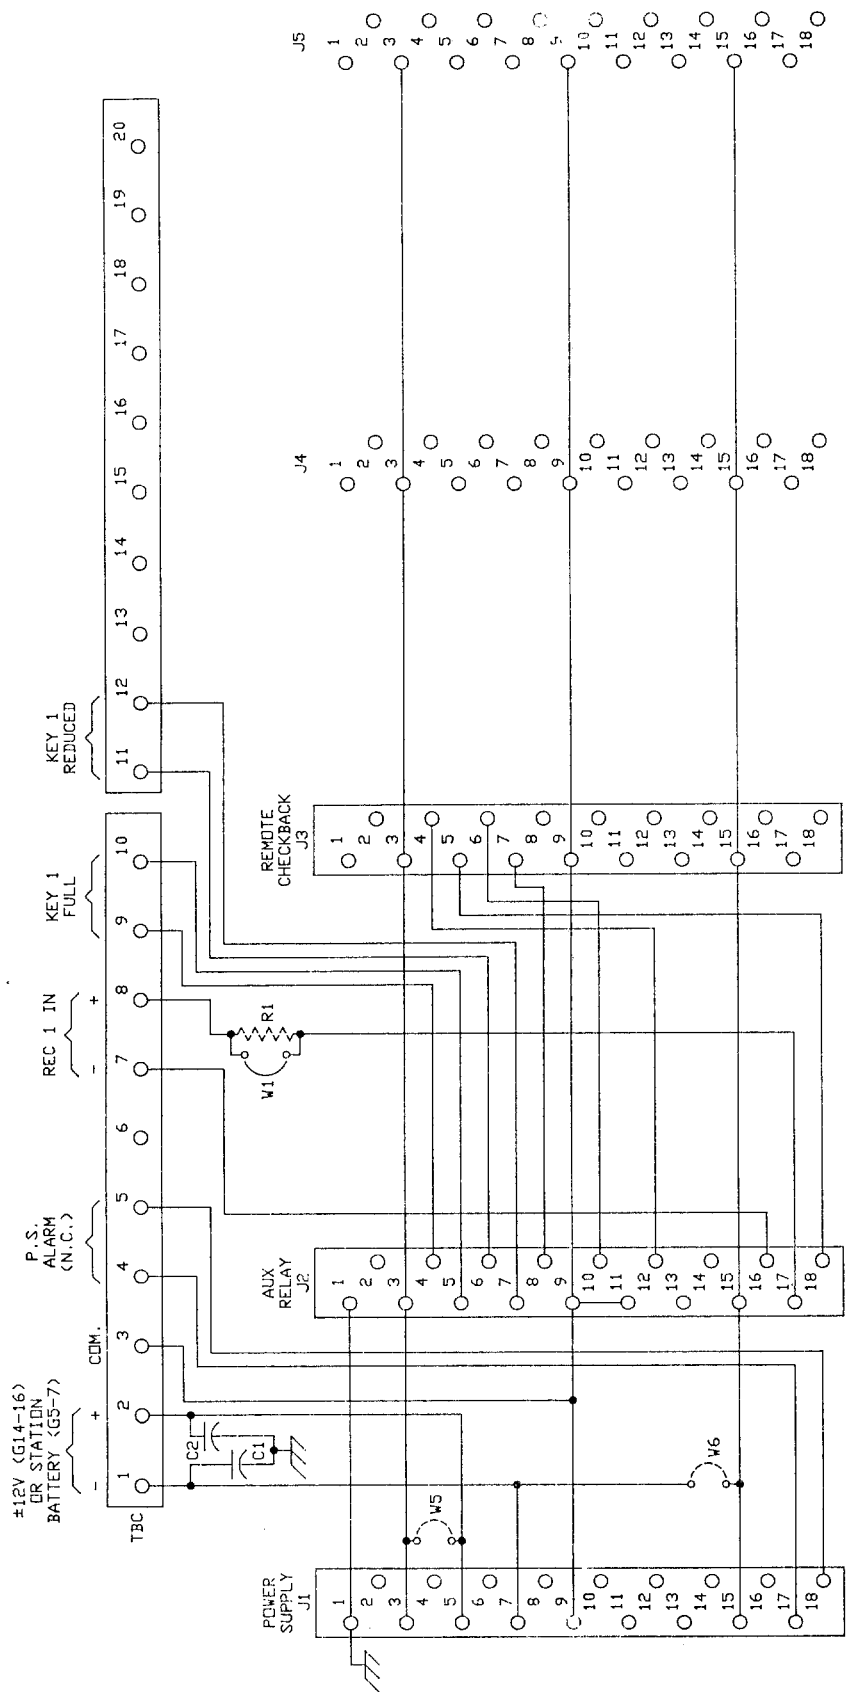 ±12V (G14-16)
OR STATION
BATTERY (G5-7)
- +
COM.
P.S.
ALARM
(N.C.)
REC 1 IN
- +
KEY 1
FULL
KEY 1
REDUCED
TBC
1 2 3 4 5 6 7 8 9 10
11 12 13 14 15 16 17 18 19 20
C2
C1
W1
R1
W5
W6
POWER
SUPPLY
J1
1 2 3 4 5 6 7 8 9 10 11 12 13 14 15 16 17 18
AUX
RELAY
J2
1 2 3 4 5 6 7 8 9 10 11 12 13 14 15 16 17 18
REMOTE
CHECKBACK
J3
1 2 3 4 5 6 7 8 9 10 11 12 13 14 15 16 17 18
J4
1 2 3 4 5 6 7 8 9 10 11 12 13 14 15 16 17 18
J5
1 2 3 4 5 6 7 8 9 10 11 12 13 14 15 16 17 18